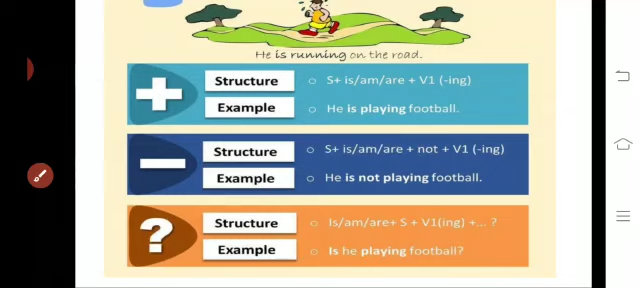 He is running on the road.
Structure ○ S+ is/am/are + V1 (-ing)
Example ○ He is playing football.
Structure ○ S+ is/am/are + not + V1 (-ing)
Example ○ He is not playing football.
Structure ○ Is/am/are+ S + V1(ing) +... ?
Example ○ Is he playing football?